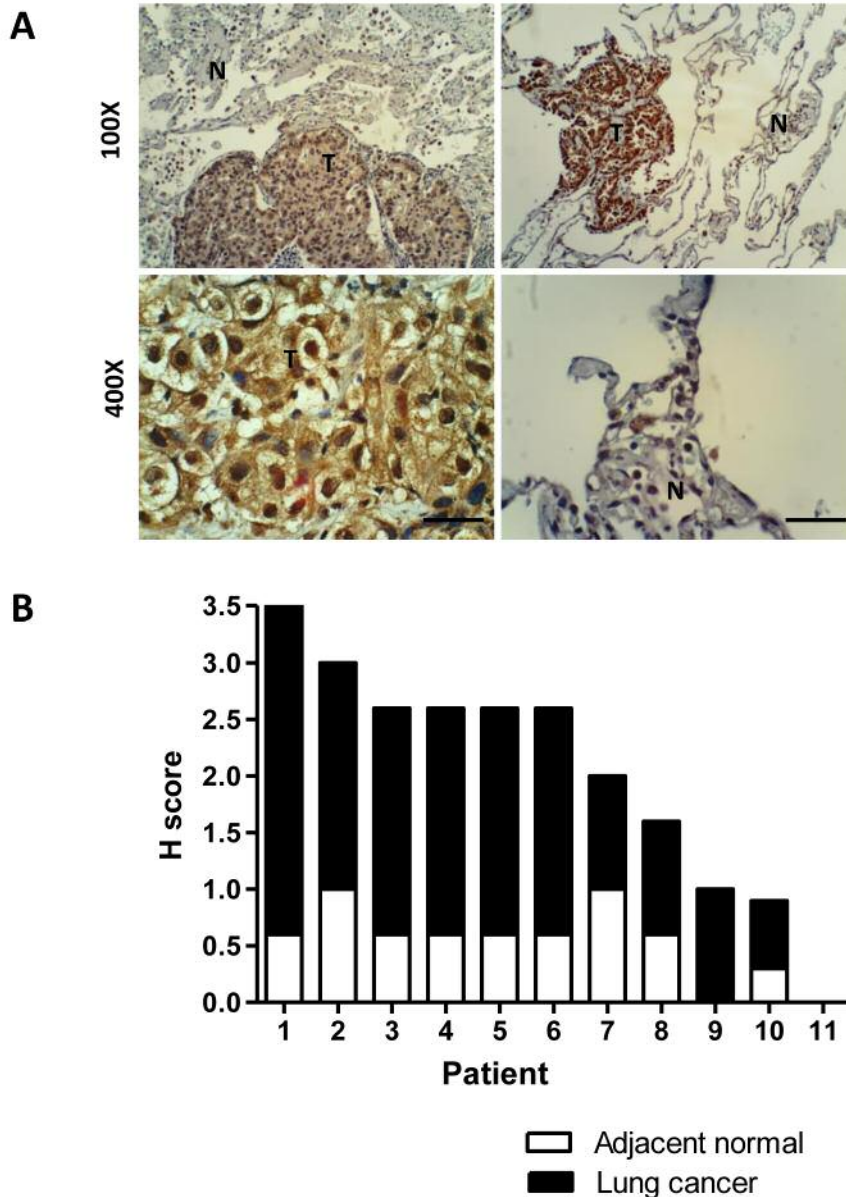 A
100X
N
T
T
N
400X
T
N
B
H score
3.5
3.0
2.5
2.0
1.5
1.0
0.5
0.0
1 2 3 4 5 6 7 8 9 10 11
Patient
Adjacent normal
Lung cancer